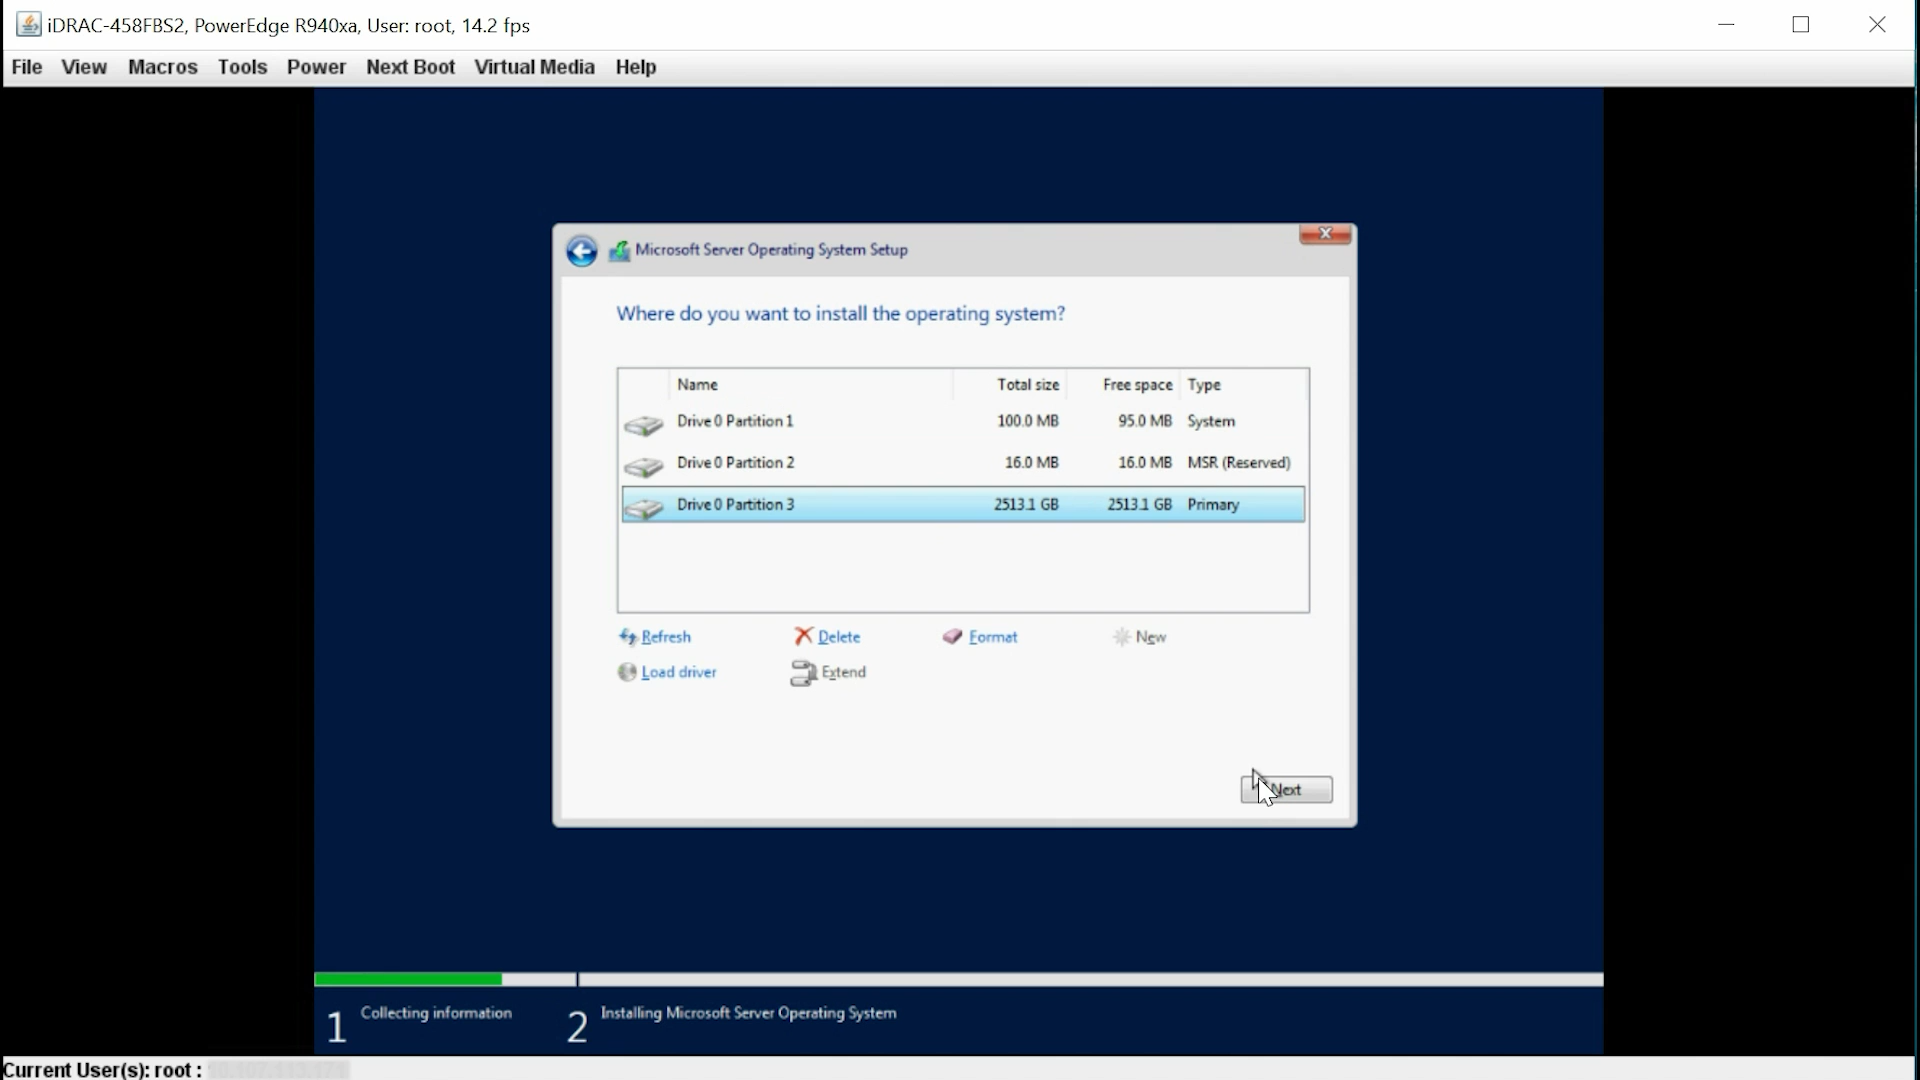 iDRAC-458FBS2, PowerEdge R940xa, User: root, 14.2 fps
File View Macros Tools Power Next Boot Virtual Media Help
Microsoft Server Operating System Setup
Where do you want to install the operating system?
Name Total size Free space Type
Drive 0 Partition 1 100.0 MB 95.0 MB System
Drive 0 Partition 2 16.0 MB 16.0 MB MSR (Reserved)
Drive 0 Partition 3 2513.1 GB 2513.1 GB Primary
Refresh Delete Format New
Load driver Extend
Next
1 Collecting information 2 Installing Microsoft Server Operating System
Current User(s): root :